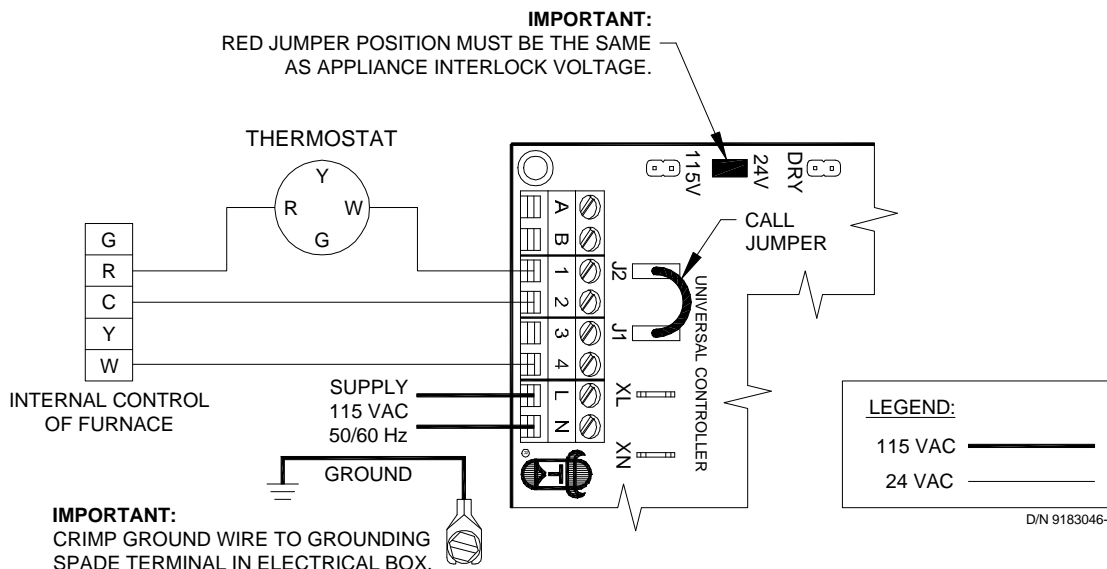 IMPORTANT:
RED JUMPER POSITION MUST BE THE SAME
AS APPLIANCE INTERLOCK VOLTAGE.
THERMOSTAT
Y
R W
G
115V
24V
DRY
CALL
JUMPER
A
B
1
2
3
4
L
N
J2
J1
XL
XN
UNIVERSAL CONTROLLER
G
R
C
Y
W
INTERNAL CONTROL
OF FURNACE
SUPPLY
115 VAC
50/60 Hz
GROUND
IMPORTANT:
CRIMP GROUND WIRE TO GROUNDING
SPADE TERMINAL IN ELECTRICAL BOX.
LEGEND:
115 VAC
24 VAC
D/N 9183046-